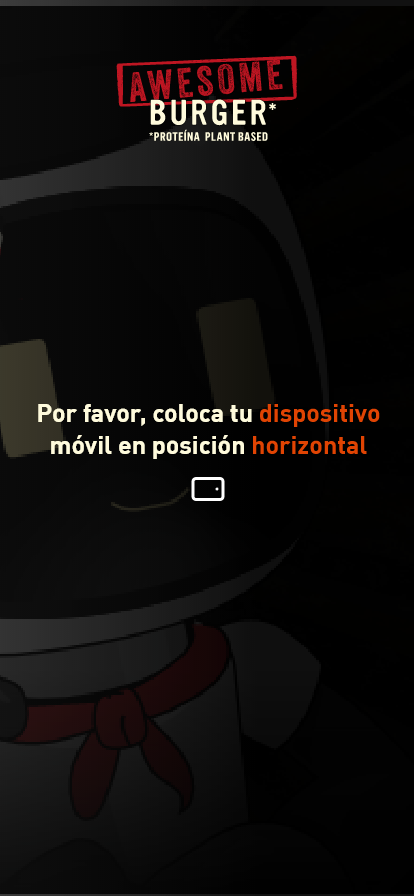 AWESOME
BURGER*
*PROTEÍNA PLANT BASED
Por favor, coloca tu dispositivo
móvil en posición horizontal